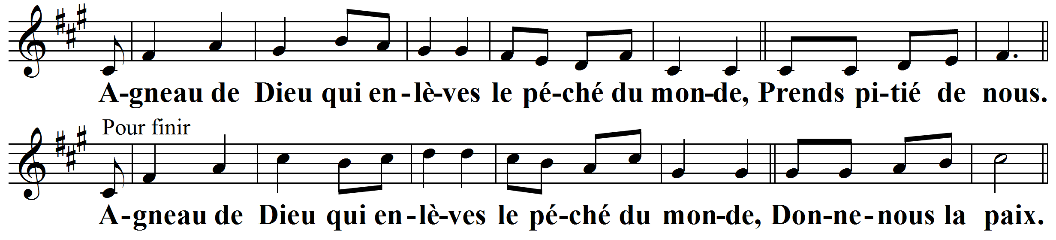 A-gneau de Dieu qui en-lè-ves le pé-ché du mon-de, Prends pi-tié de nous.
Pour finir
A-gneau de Dieu qui en-lè-ves le pé-ché du mon-de, Don-ne-nous la paix.